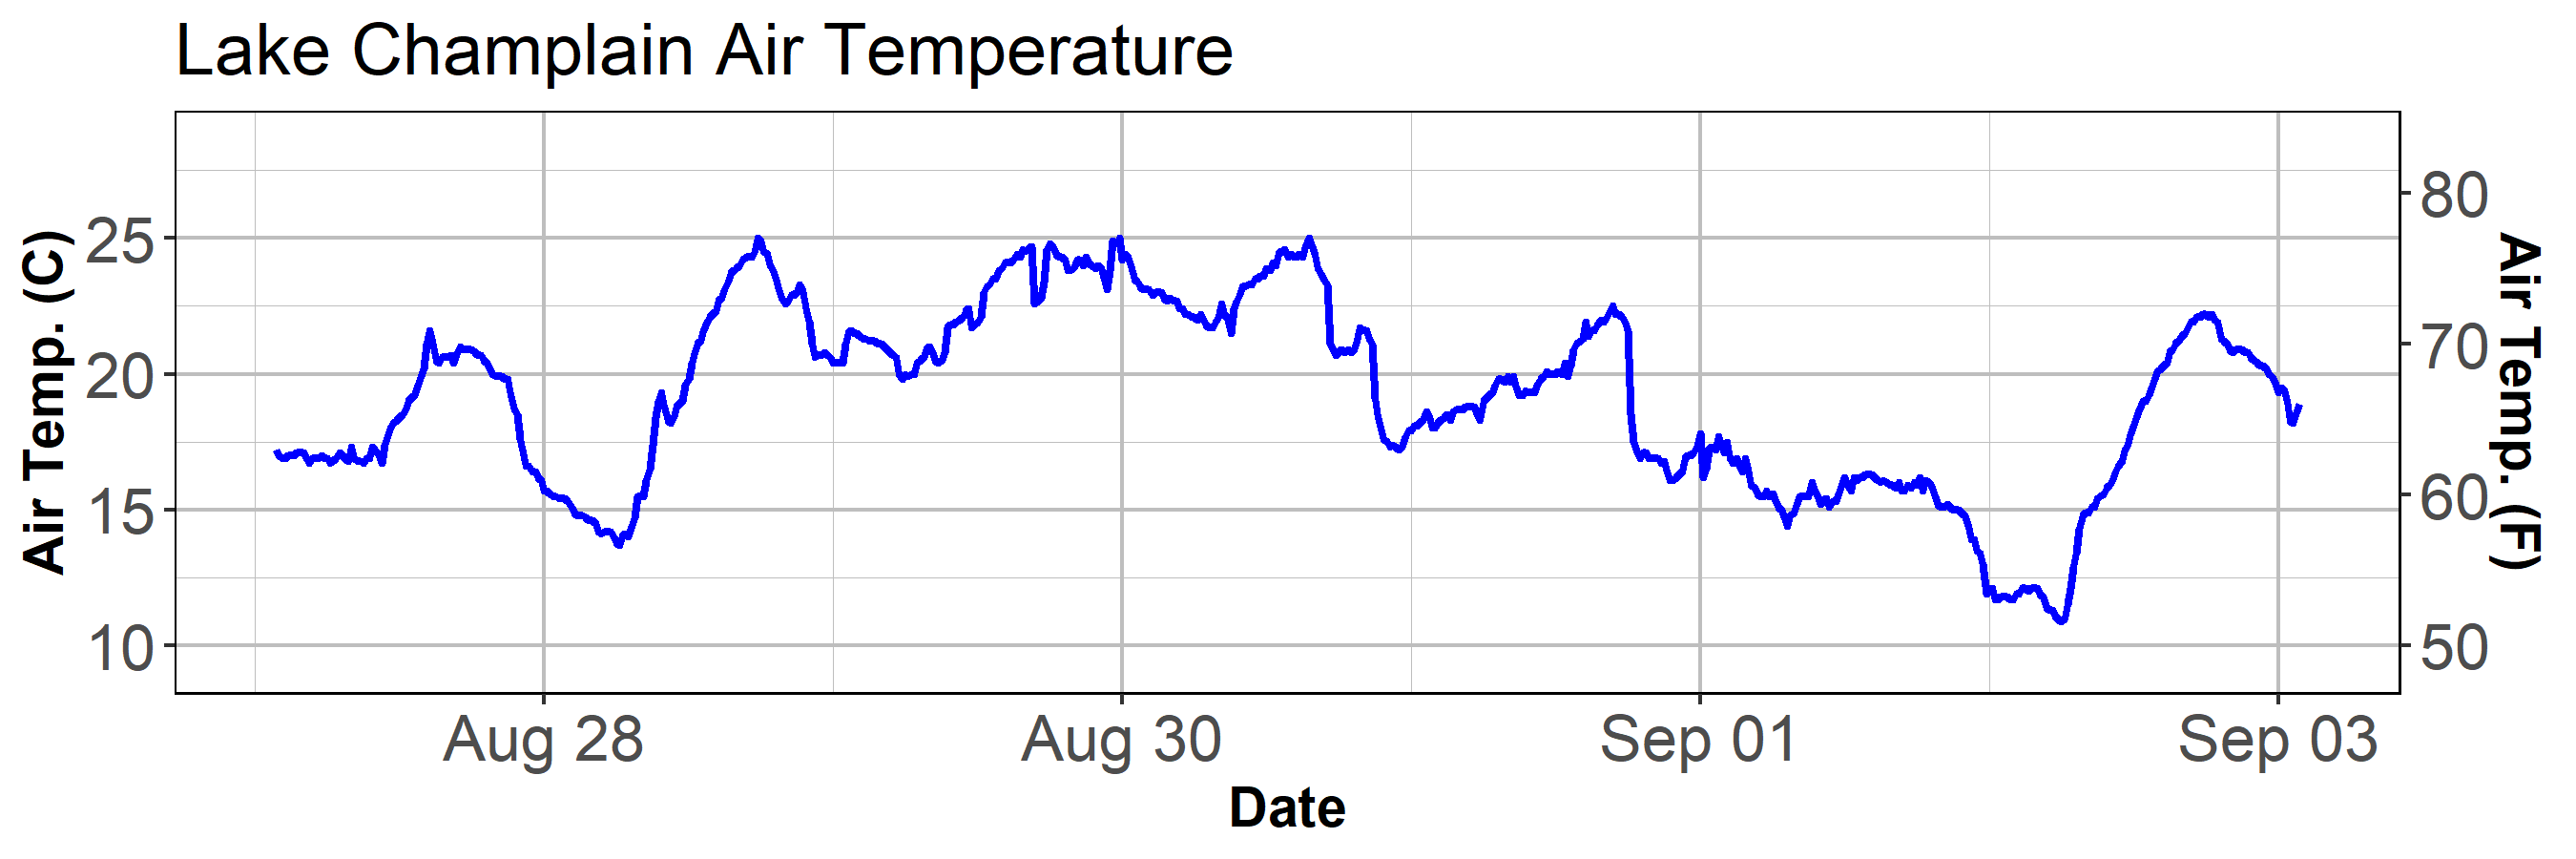 Lake Champlain Air Temperature
Air Temp. (C)
25
20
15
10
80
70
60
50
Air Temp. (F)
Aug 28
Aug 30
Sep 01
Sep 03
Date